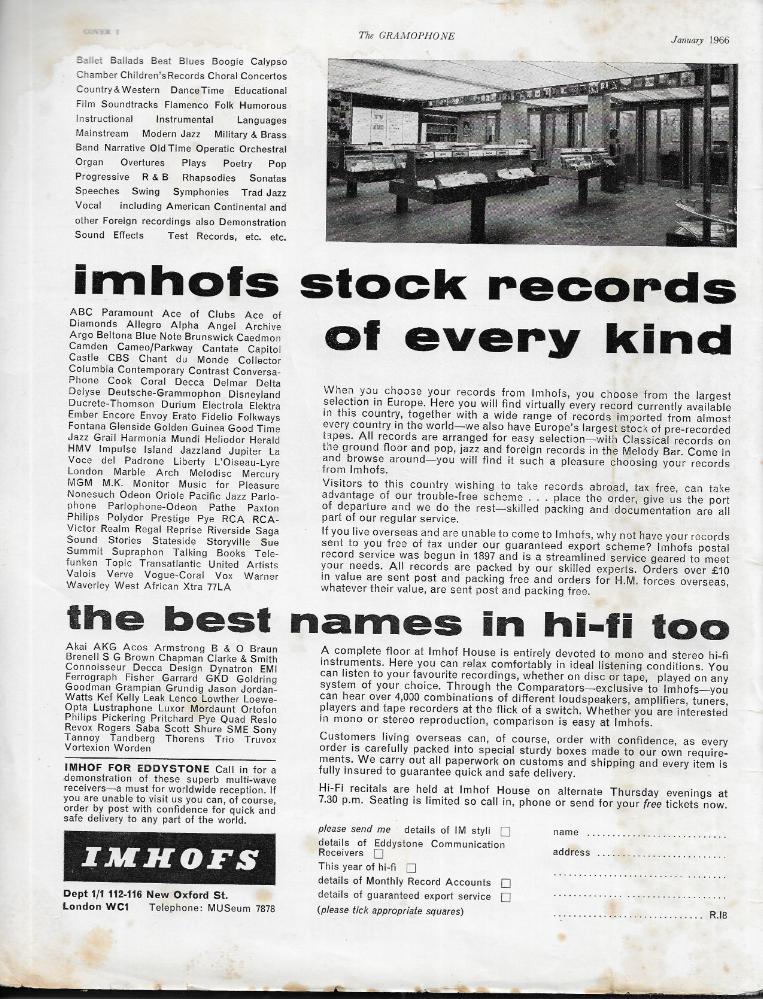 COVER I
The GRAMOPHONE
January 1966
Ballet Ballads Beat Blues Boogie Calypso
Chamber Children's Records Choral Concertos
Country & Western Dance Time Educational
Film Soundtracks Flamenco Folk Humorous
Instructional Instrumental Languages
Mainstream Modern Jazz Military & Brass
Band Narrative Old Time Operatic Orchestral
Organ Overtures Plays Poetry Pop
Progressive R & B Rhapsodies Sonatas
Speeches Swing Symphonies Trad Jazz
Vocal including American Continental and
other Foreign recordings also Demonstration
Sound Effects Test Records, etc. etc.
imhofs stock records
of every kind
ABC Paramount Ace of Clubs Ace of
Diamonds Allegro Alpha Angel Archive
Argo Beltona Blue Note Brunswick Caedmon
Camden Cameo/Parkway Cantate Capitol
Castle CBS Chant du Monde Collector
Columbia Contemporary Contrast Conversa-
Phone Cook Coral Decca Delmar Delta
Delyse Deutsche-Grammophon Disneyland
Ducrete-Thomson Durium Electrola Elektra
Ember Encore Envoy Erato Fidelio Folkways
Fontana Glenside Golden Guinea Good Time
Jazz Grail Harmonia Mundi Heliodor Herald
HMV Impulse Island Jazzland Jupiter La
Voce del Padrone Liberty L'Oiseau-Lyre
London Marble Arch Melodisc Mercury
MGM M.K. Monitor Music for Pleasure
Nonesuch Odeon Oriole Pacific Jazz Parlo-
phone Parlophone-Odeon Pathe Paxton
Philips Polydor Prestige Pye RCA RCA-
Victor Realm Regal Reprise Riverside Saga
Sound Stories Stateside Storyville Sue
Summit Supraphon Talking Books Tele-
funken Topic Transatlantic United Artists
Valois Verve Vogue-Coral Vox Warner
Waverley West African Xtra 77LA
When you choose your records from Imhofs, you choose from the largest
selection in Europe. Here you will find virtually every record currently available
in this country, together with a wide range of records imported from almost
every country in the world—we also have Europe's largest stock of pre-recorded
tapes. All records are arranged for easy selection—with Classical records on
the ground floor and pop, jazz and foreign records in the Melody Bar. Come in
and browse around—you will find it such a pleasure choosing your records
from Imhofs.
Visitors to this country wishing to take records abroad, tax free, can take
advantage of our trouble-free scheme . . . place the order, give us the port
of departure and we do the rest—skilled packing and documentation are all
part of our regular service.
If you live overseas and are unable to come to Imhofs, why not have your records
sent to you free of tax under our guaranteed export scheme? Imhofs postal
record service was begun in 1897 and is a streamlined service geared to meet
your needs. All records are packed by our skilled experts. Orders over £10
in value are sent post and packing free and orders for H.M. forces overseas,
whatever their value, are sent post and packing free.
the best names in hi-fi too
Akai AKG Acos Armstrong B & O Braun
Brenell S G Brown Chapman Clarke & Smith
Connoisseur Decca Design Dynatron EMI
Ferrograph Fisher Garrard GKD Goldring
Goodman Grampian Grundig Jason Jordan-
Watts Kef Kelly Leak Lenco Lowther Loewe-
Opta Lustraphone Luxor Mordaunt Ortofon
Philips Pickering Pritchard Pye Quad Reslo
Revox Rogers Saba Scott Shure SME Sony
Tannoy Tandberg Thorens Trio Truvox
Vortexion Worden
IMHOF FOR EDDYSTONE Call in for a
demonstration of these superb multi-wave
receivers—a must for worldwide reception. If
you are unable to visit us you can, of course,
order by post with confidence for quick and
safe delivery to any part of the world.
IMHOFS
Dept 1/1 112-116 New Oxford St.
London WC1 Telephone: MUSeum 7878
A complete floor at Imhof House is entirely devoted to mono and stereo hi-fi
instruments. Here you can relax comfortably in ideal listening conditions. You
can listen to your favourite recordings, whether on disc or tape, played on any
system of your choice. Through the Comparators—exclusive to Imhofs—you
can hear over 4,000 combinations of different loudspeakers, amplifiers, tuners,
players and tape recorders at the flick of a switch. Whether you are interested
in mono or stereo reproduction, comparison is easy at Imhofs.
Customers living overseas can, of course, order with confidence, as every
order is carefully packed into special sturdy boxes made to our own require-
ments. We carry out all paperwork on customs and shipping and every item is
fully insured to guarantee quick and safe delivery.
Hi-Fi recitals are held at Imhof House on alternate Thursday evenings at
7.30 p.m. Seating is limited so call in, phone or send for your free tickets now.
please send me details of IM styli □
details of Eddystone Communication
Receivers □
This year of hi-fi □
details of Monthly Record Accounts □
details of guaranteed export service □
(please tick appropriate squares)
name ..............................
address ..............................
R.I8